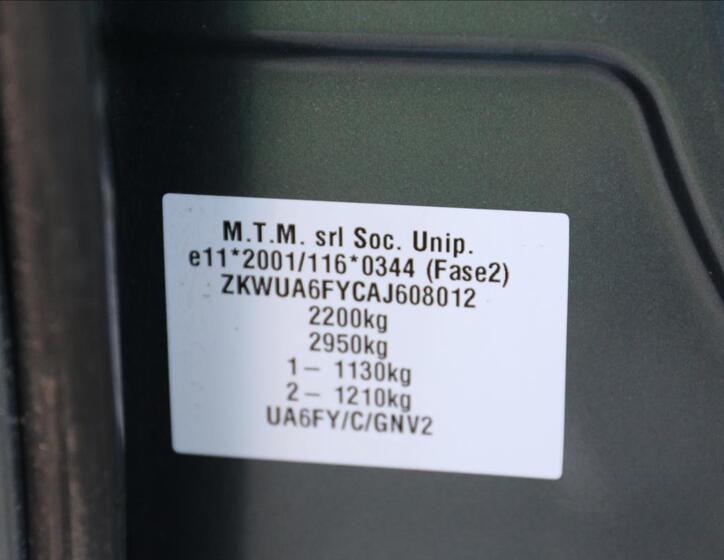 M.T.M. srl Soc. Unip.
e11*2001/116*0344 (Fase2)
ZKWUA6FYCAJ608012
2200kg
2950kg
1– 1130kg
2– 1210kg
UA6FY/C/GNV2